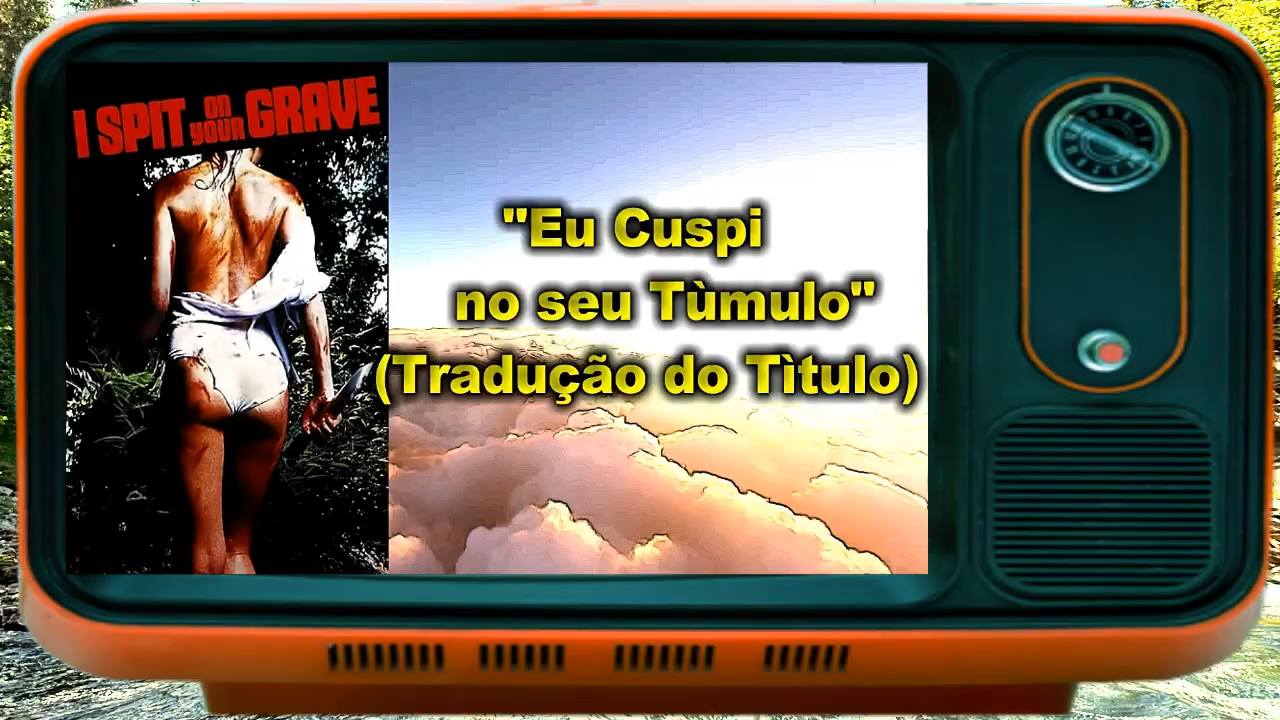 I SPIT on your GRAVE
"Eu Cuspi
no seu Tùmulo"
(Tradução do Tìtulo)